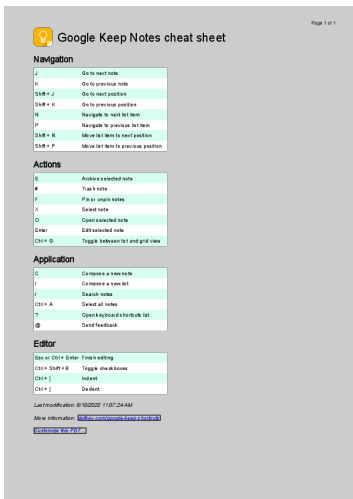 Page 1 of 1
Google Keep Notes cheat sheet
Navigation
J Go to next note
K Go to previous note
Shift + J Go to next position
Shift + K Go to previous position
N Navigate to next list item
P Navigate to previous list item
Shift + N Move list item to next position
Shift + P Move list item to previous position
Actions
E Archive selected note
# Trash note
F Pin or unpin notes
X Select note
O Open selected note
Enter Edit selected note
Ctrl + G Toggle between list and grid view
Application
C Compose a new note
l Compose a new list
/ Search notes
Ctrl + A Select all notes
? Open keyboard shortcuts list
@ Send feedback
Editor
Esc or Ctrl + Enter Finish editing
Ctrl + Shift + 8 Toggle checkboxes
Ctrl + ] Indent
Ctrl + [ Dedent
Last modification: 8/10/2020 11:07:24 AM
More information: defkey.com/google-keep-shortcuts
Customize this PDF...